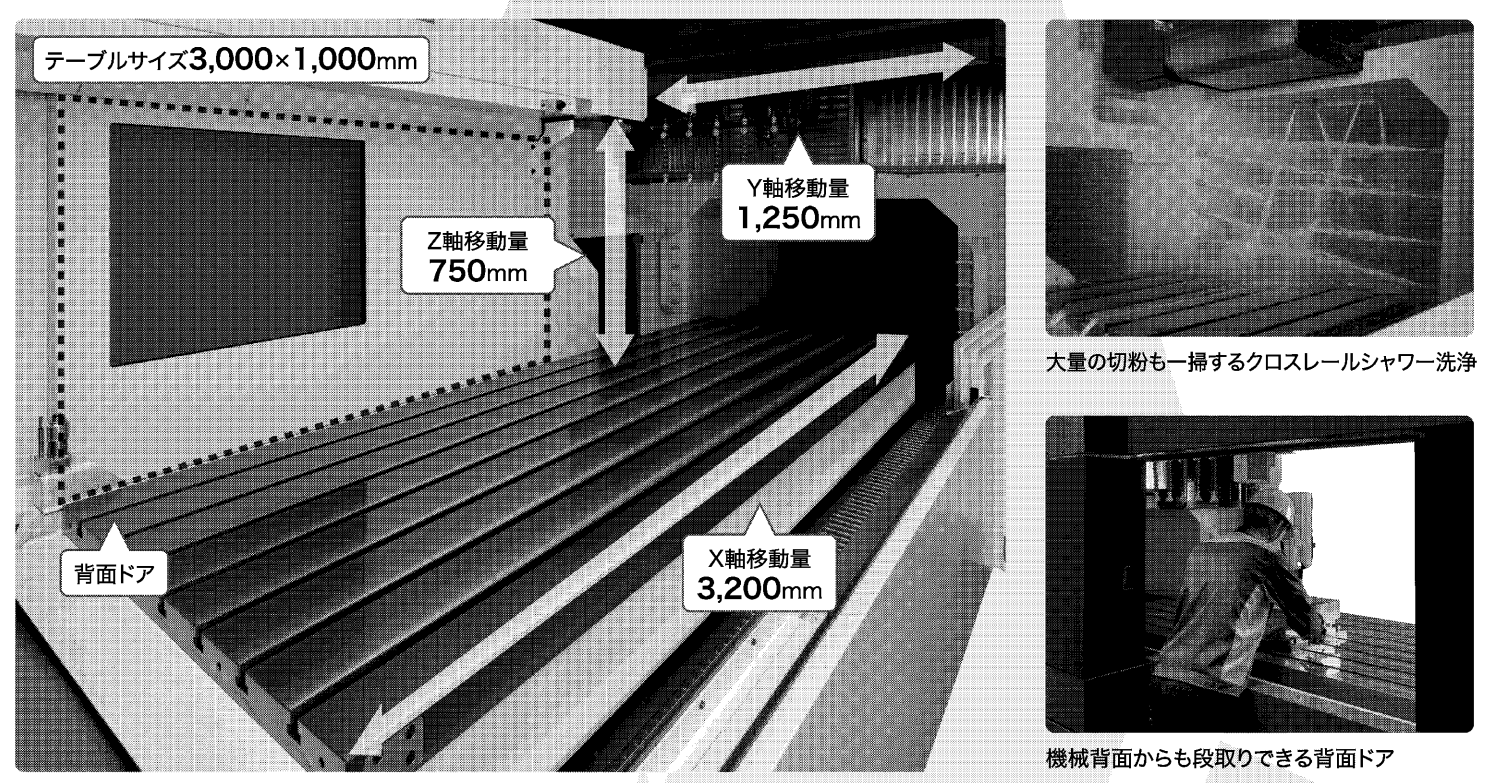 テーブルサイズ3,000×1,000mm
Y軸移動量
1,250mm
Z軸移動量
750mm
X軸移動量
3,200mm
背面ドア
大量の切粉も一掃するクロスレールシャワー洗浄
機械背面からも段取りできる背面ドア